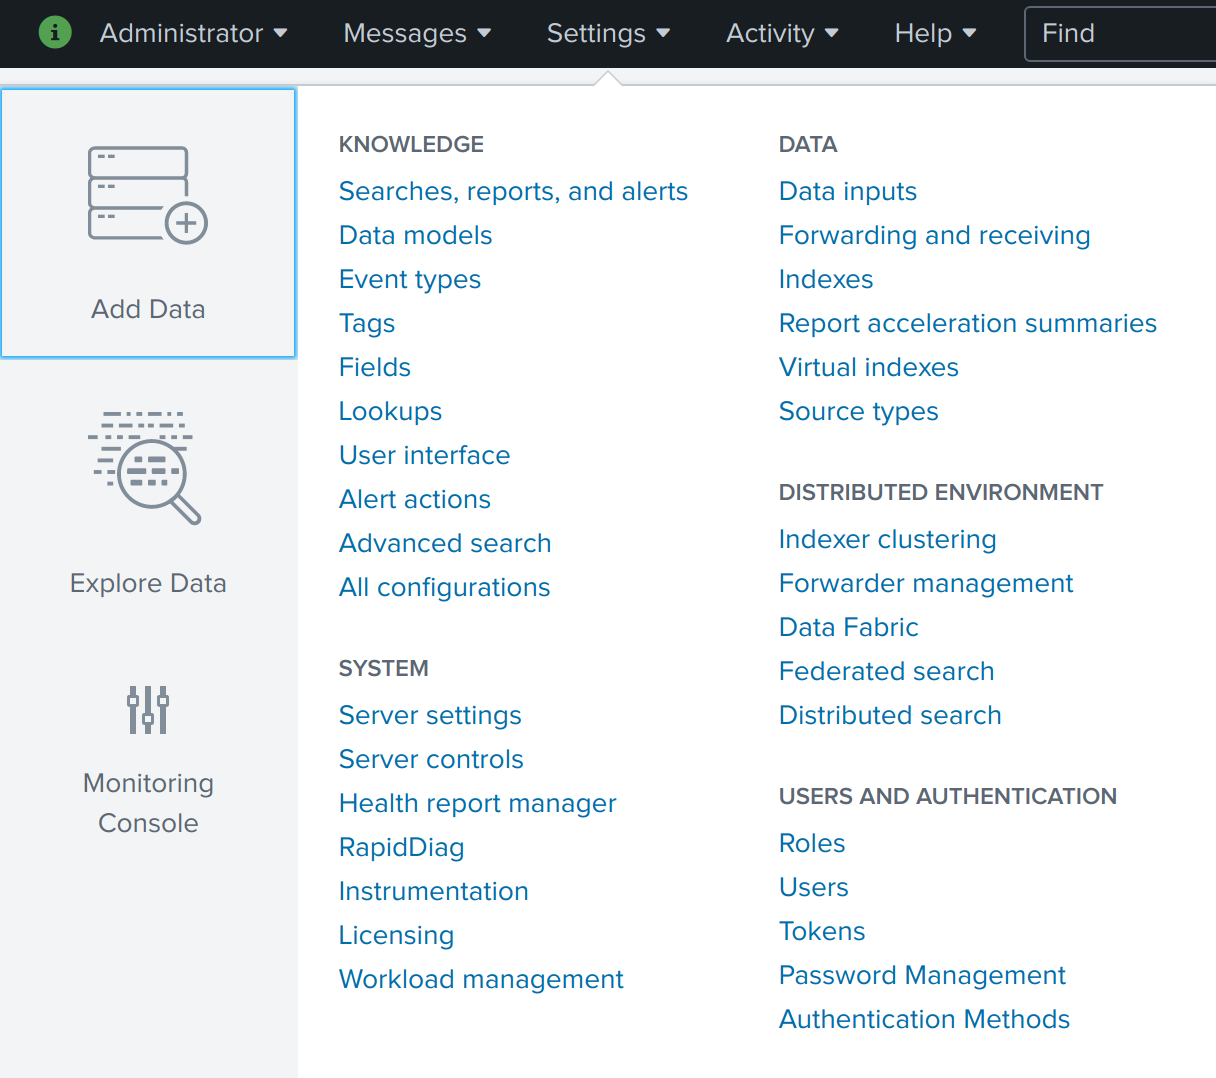 Administrator
Messages
Settings
Activity
Help
Find
Add Data
Explore Data
Monitoring
Console
KNOWLEDGE
Searches, reports, and alerts
Data models
Event types
Tags
Fields
Lookups
User interface
Alert actions
Advanced search
All configurations
SYSTEM
Server settings
Server controls
Health report manager
RapidDiag
Instrumentation
Licensing
Workload management
DATA
Data inputs
Forwarding and receiving
Indexes
Report acceleration summaries
Virtual indexes
Source types
DISTRIBUTED ENVIRONMENT
Indexer clustering
Forwarder management
Data Fabric
Federated search
Distributed search
USERS AND AUTHENTICATION
Roles
Users
Tokens
Password Management
Authentication Methods